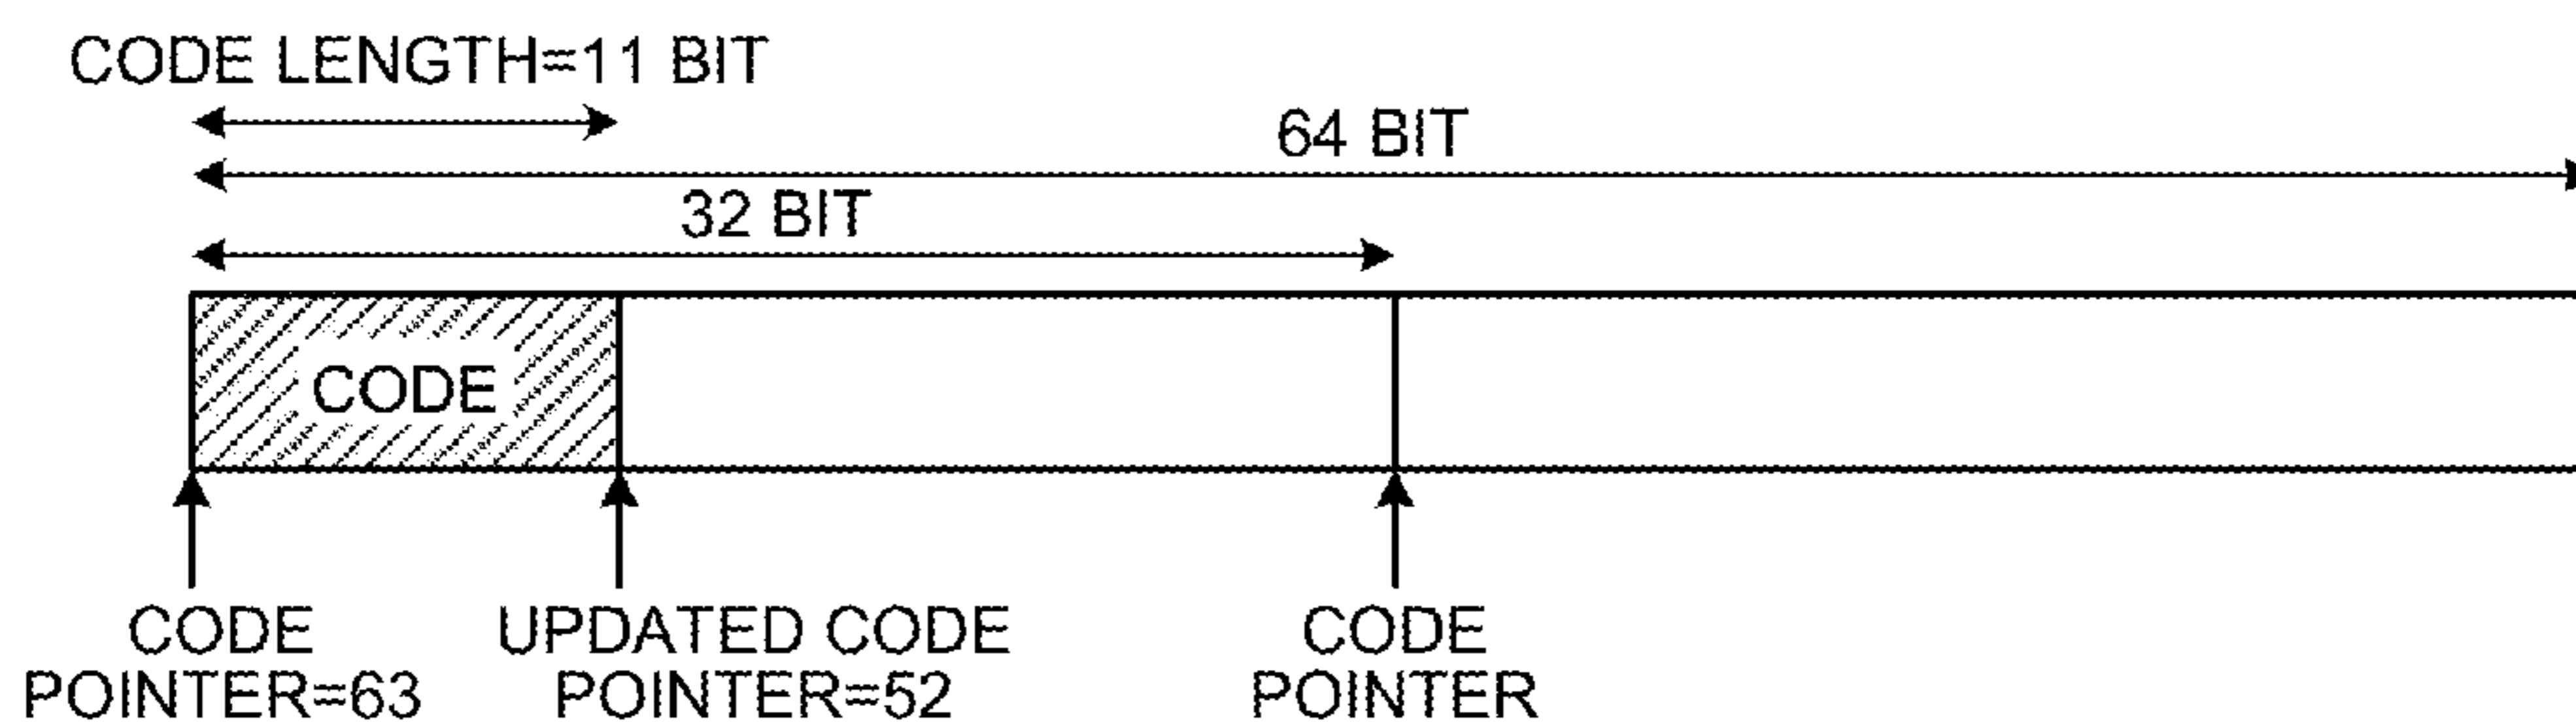 CODE LENGTH=11 BIT
64 BIT
32 BIT
CODE
CODE
POINTER=63
UPDATED CODE
POINTER=52
CODE
POINTER